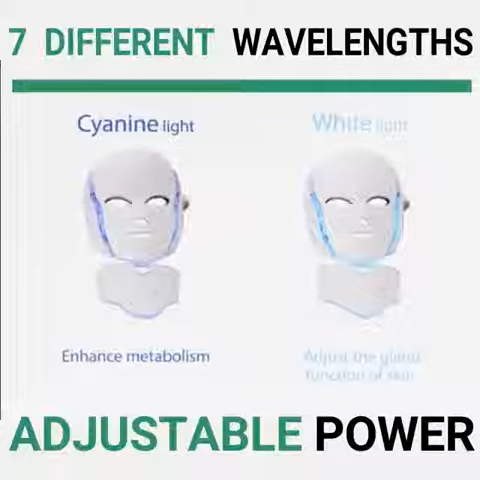 7 DIFFERENT WAVELENGTHS
Cyanine light
White light
Enhance metabolism
Adjust the gland
function of skin
ADJUSTABLE POWER